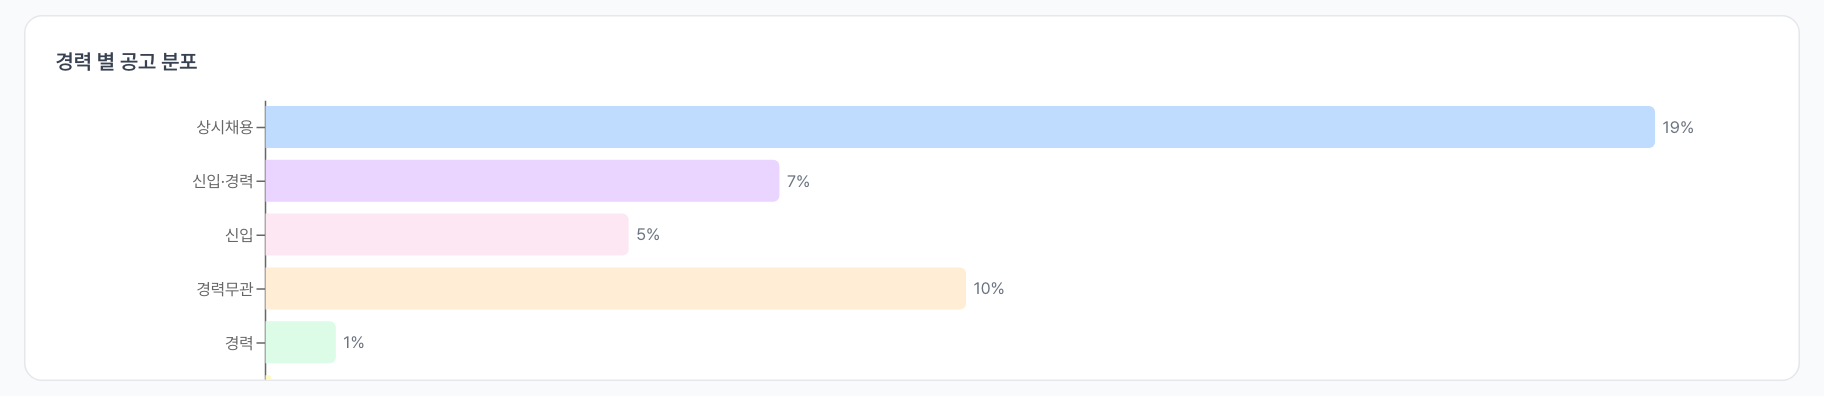 경력 별 공고 분포
상시채용 19%
신입·경력 7%
신입 5%
경력무관 10%
경력 1%